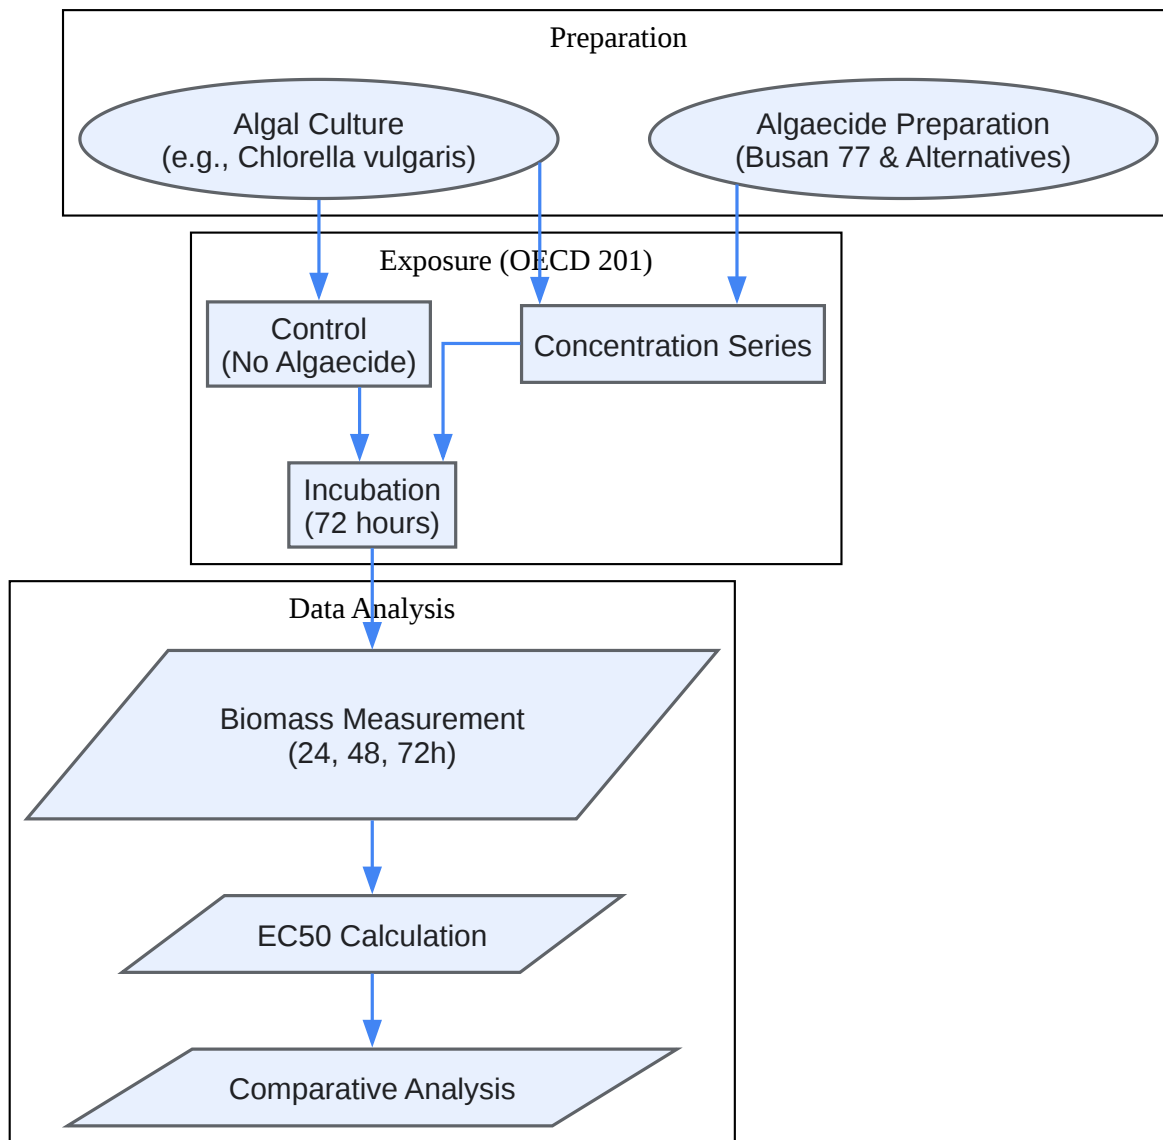 Preparation
Algal Culture
(e.g., Chlorella vulgaris)
Algaecide Preparation
(Busan 77 & Alternatives)
Exposure (OECD 201)
Control
(No Algaecide)
Concentration Series
Incubation
(72 hours)
Data Analysis
Biomass Measurement
(24, 48, 72h)
EC50 Calculation
Comparative Analysis